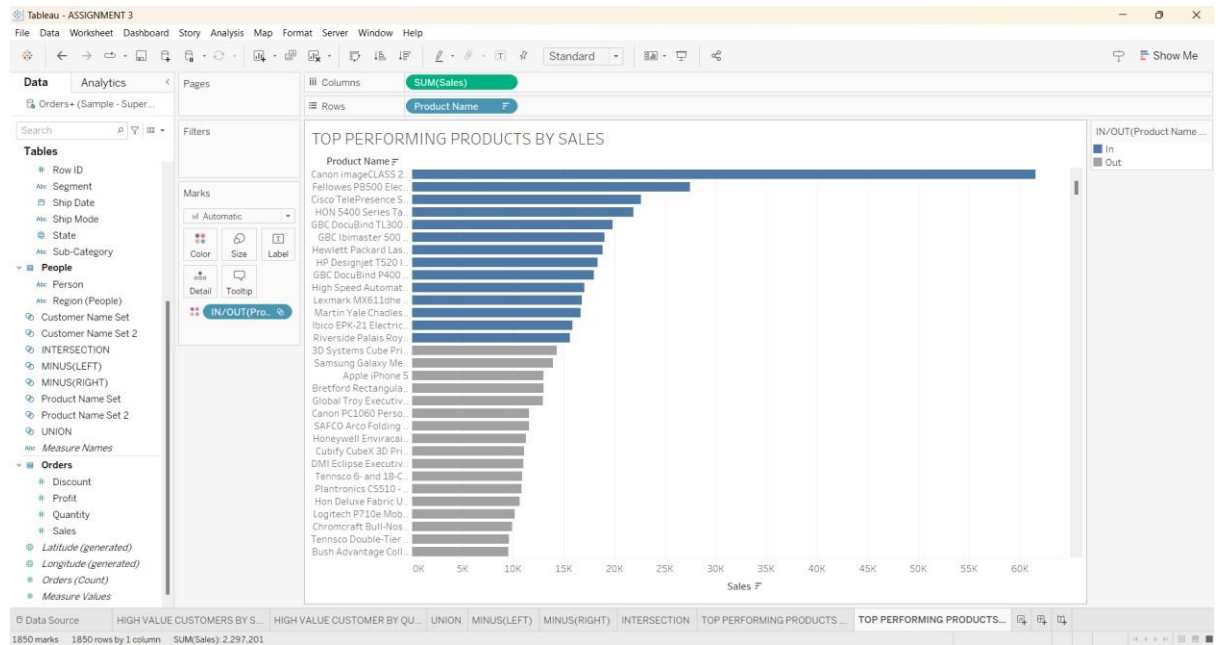 Tableau - ASSIGNMENT 3
File Data Worksheet Dashboard Story Analysis Map Format Server Window Help
Standard
Show Me
Data Analytics
Orders+ (Sample - Super...
Search
Tables
Row ID
Abc Segment
Ship Date
Abc Ship Mode
State
Abc Sub-Category
People
Abc Person
Abc Region (People)
Customer Name Set
Customer Name Set 2
INTERSECTION
MINUS(LEFT)
MINUS(RIGHT)
Product Name Set
Product Name Set 2
UNION
Abc Measure Names
Orders
Discount
Profit
Quantity
Sales
Latitude (generated)
Longitude (generated)
Orders (Count)
Measure Values
Pages
Filters
Marks
Automatic
Color Size Label
Detail Tooltip
IN/OUT(Pro..
Columns SUM(Sales)
Rows Product Name
TOP PERFORMING PRODUCTS BY SALES
Product Name
Canon imageCLASS 2..
Fellowes PB500 Elec..
Cisco TelePresence S..
HON 5400 Series Ta..
GBC DocuBind TL300..
GBC Ibimaster 500 ..
Hewlett Packard Las..
HP Designjet T520 I..
GBC DocuBind P400 ..
High Speed Automat..
Lexmark MX611dhe ..
Martin Yale Chadles..
Ibico EPK-21 Electric..
Riverside Palais Roy..
3D Systems Cube Pri..
Samsung Galaxy Me..
Apple iPhone 5
Bretford Rectangula..
Global Troy Executiv..
Canon PC1060 Perso..
SAFCO Arco Folding ..
Honeywell Enviracai..
Cubify CubeX 3D Pri..
DMI Eclipse Executiv..
Tennsco 6- and 18-C..
Plantronics CS510 - ..
Hon Deluxe Fabric U..
Logitech P710e Mob..
Chromcraft Bull-Nos..
Tennsco Double-Tier ..
Bush Advantage Coll..
0K 5K 10K 15K 20K 25K 30K 35K 40K 45K 50K 55K 60K
Sales
IN/OUT(Product Name ...
In
Out
Data Source HIGH VALUE CUSTOMERS BY S... HIGH VALUE CUSTOMER BY QU... UNION MINUS(LEFT) MINUS(RIGHT) INTERSECTION TOP PERFORMING PRODUCTS ... TOP PERFORMING PRODUCTS...
1850 marks 1850 rows by 1 column SUM(Sales): 2.297.201